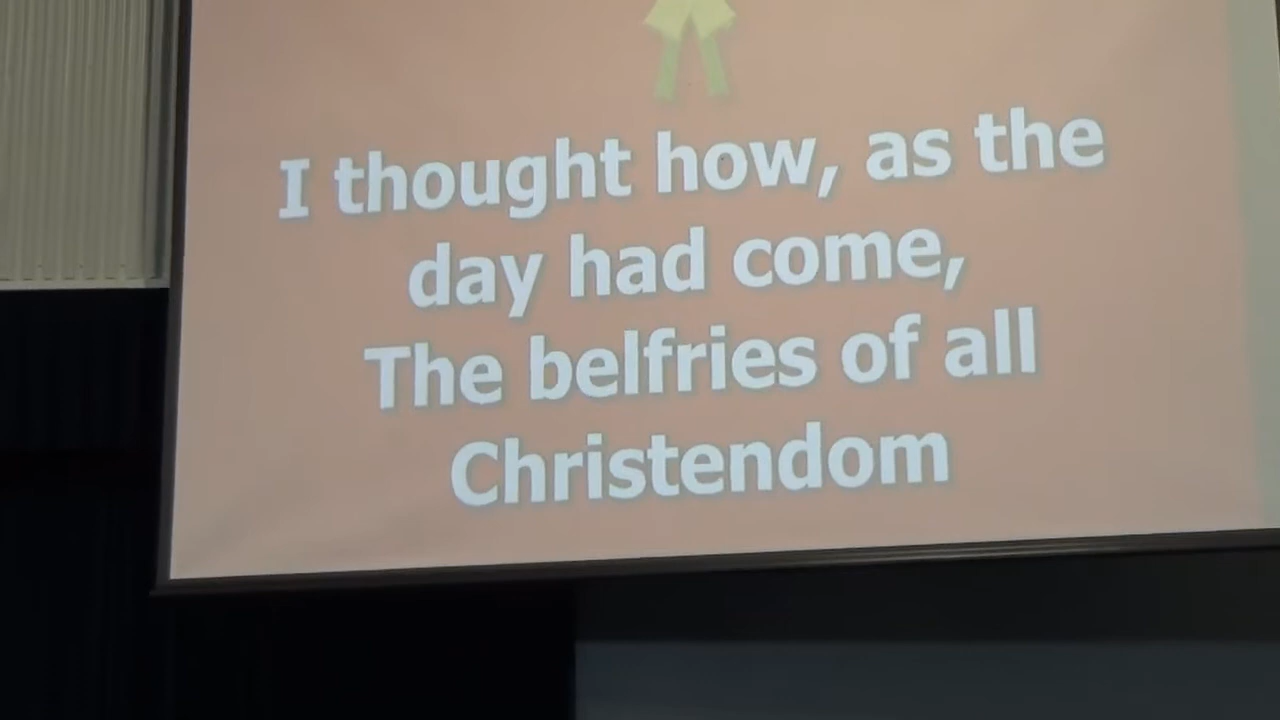 I thought how, as the
day had come,
The belfries of all
Christendom